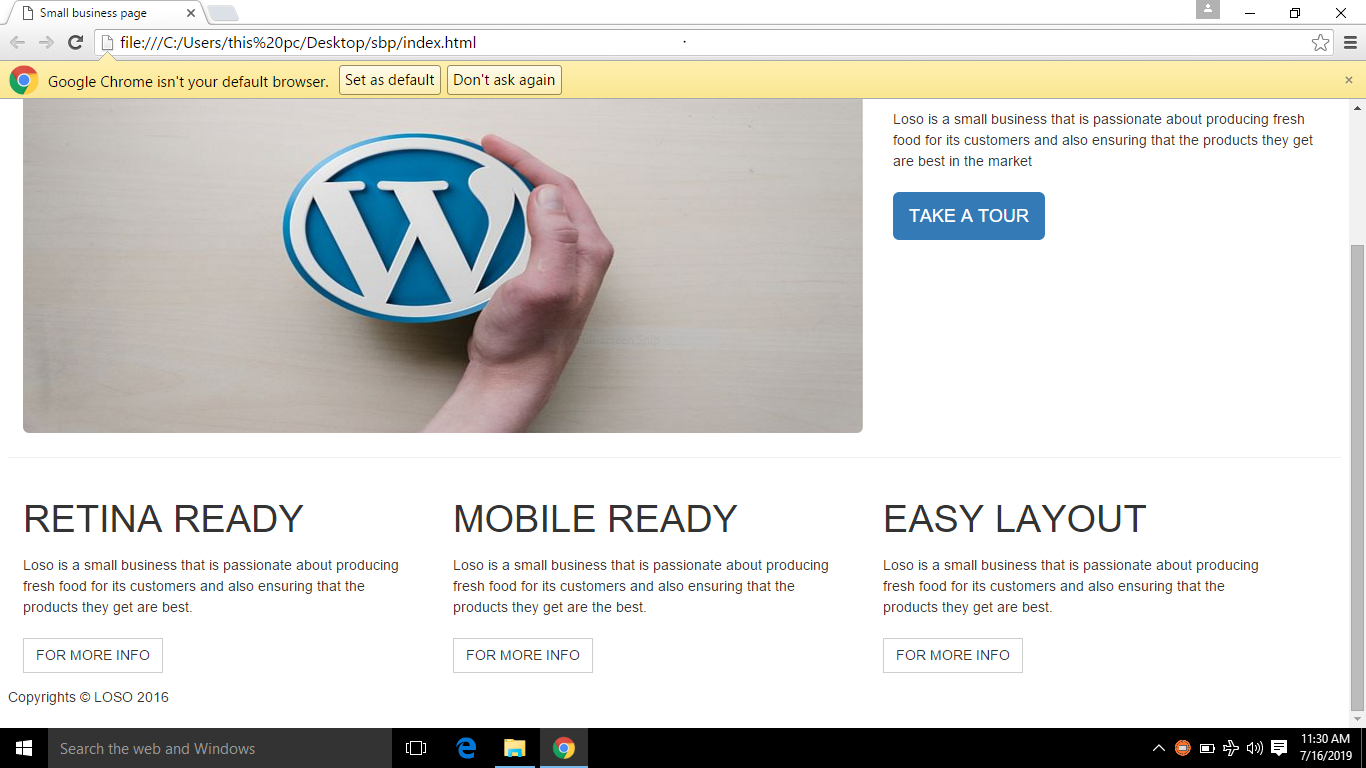 Small business page
file:///C:/Users/this%20pc/Desktop/sbp/index.html
Google Chrome isn't your default browser. Set as default Don't ask again
W
Loso is a small business that is passionate about producing fresh
food for its customers and also ensuring that the products they get
are best in the market
TAKE A TOUR
RETINA READY
Loso is a small business that is passionate about producing
fresh food for its customers and also ensuring that the
products they get are best.
FOR MORE INFO
MOBILE READY
Loso is a small business that is passionate about producing
fresh food for its customers and also ensuring that the
products they get are the best.
FOR MORE INFO
EASY LAYOUT
Loso is a small business that is passionate about producing
fresh food for its customers and also ensuring that the
products they get are best.
FOR MORE INFO
Copyrights © LOSO 2016
Search the web and Windows
11:30 AM
7/16/2019